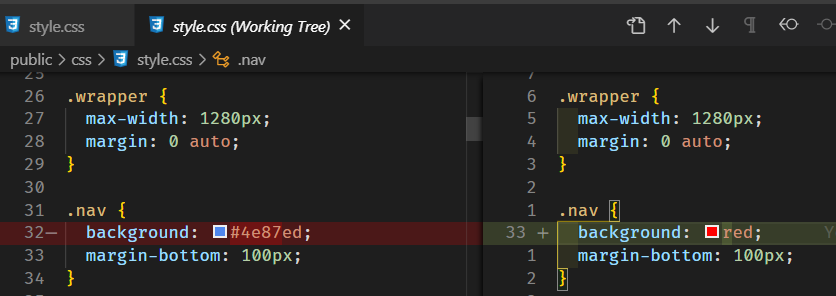 style.css style.css (Working Tree)
public > css > style.css > .nav
25
26 .wrapper {
27 max-width: 1280px;
28 margin: 0 auto;
29 }
30
31 .nav {
32— background: #4e87ed;
33 margin-bottom: 100px;
34 }
7
6 .wrapper {
5 max-width: 1280px;
4 margin: 0 auto;
3 }
2
1 .nav {
33 + background: red; Y
1 margin-bottom: 100px;
2 }